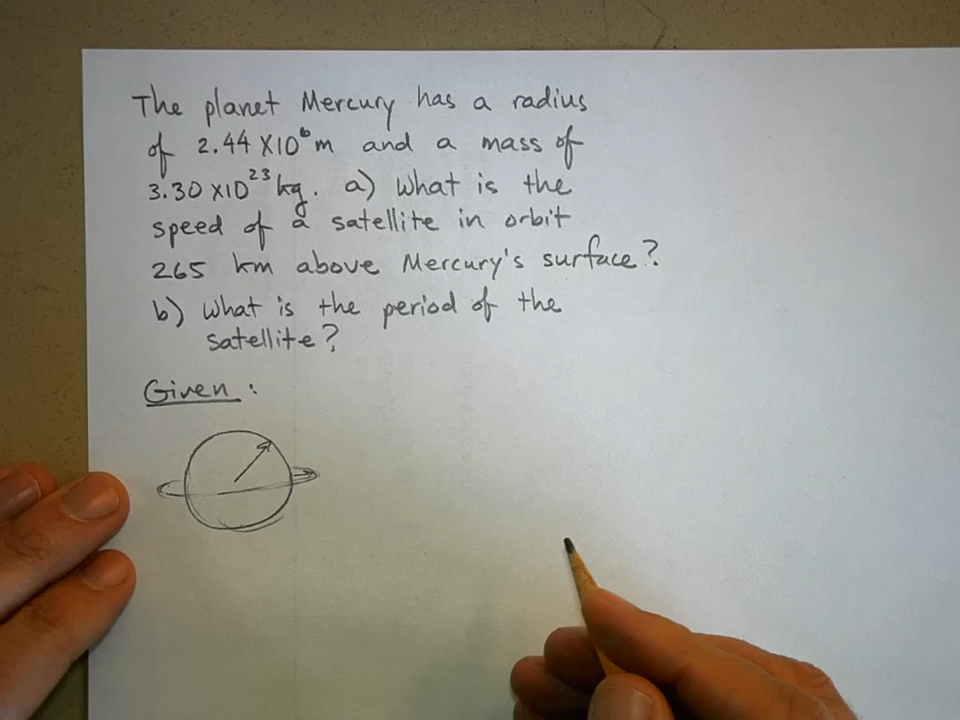 The planet Mercury has a radius
of 2.44 X10⁶ m and a mass of
3.30 X10²³ kg. a) What is the
speed of a satellite in orbit
265 km above Mercury's surface?
b) What is the period of the
satellite?
Given: